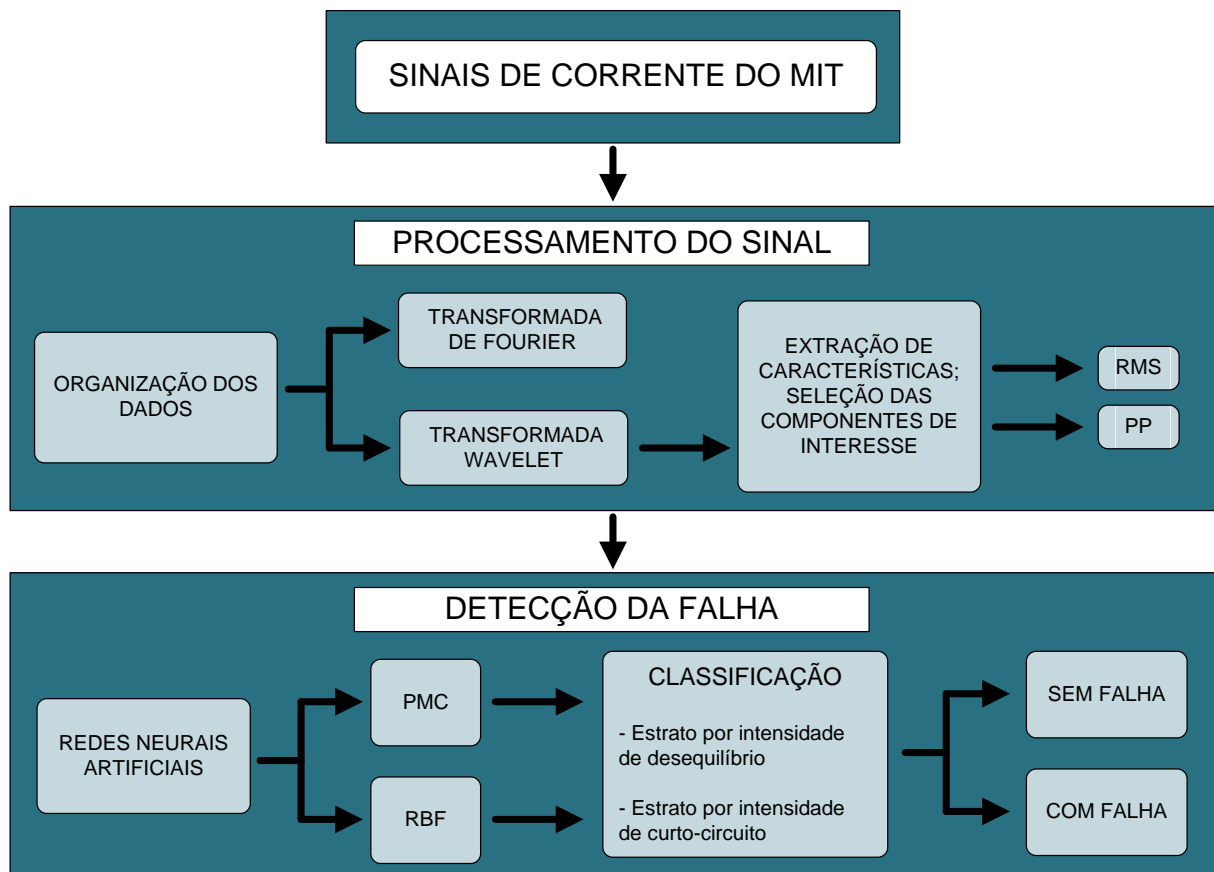 SINAIS DE CORRENTE DO MIT
PROCESSAMENTO DO SINAL
ORGANIZAÇÃO DOS
DADOS
TRANSFORMADA
DE FOURIER
TRANSFORMADA
WAVELET
EXTRAÇÃO DE
CARACTERÍSTÍCAS;
SELEÇÃO DAS
COMPONENTES DE
INTERESSE
RMS
PP
DETECÇÃO DA FALHA
REDES NEURAIS
ARTIFICIAIS
PMC
RBF
CLASSIFICAÇÃO
- Estrato por intensidade
de desequilíbrio
- Estrato por intensidade
de curto-circuito
SEM FALHA
COM FALHA